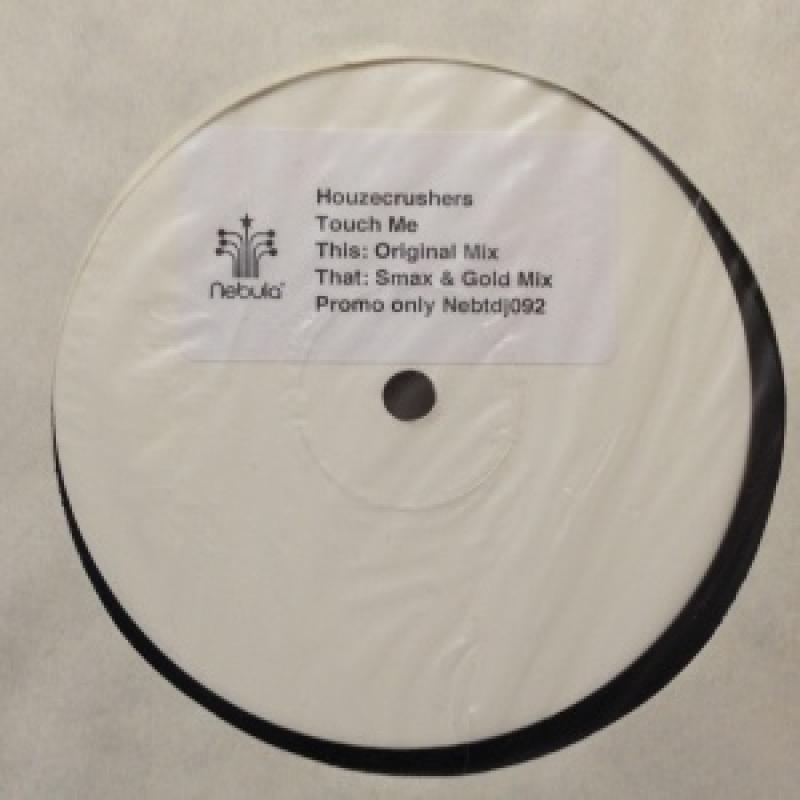 Houzecrushers
Touch Me
This: Original Mix
That: Smax & Gold Mix
Promo only Nebtdj092
nebula